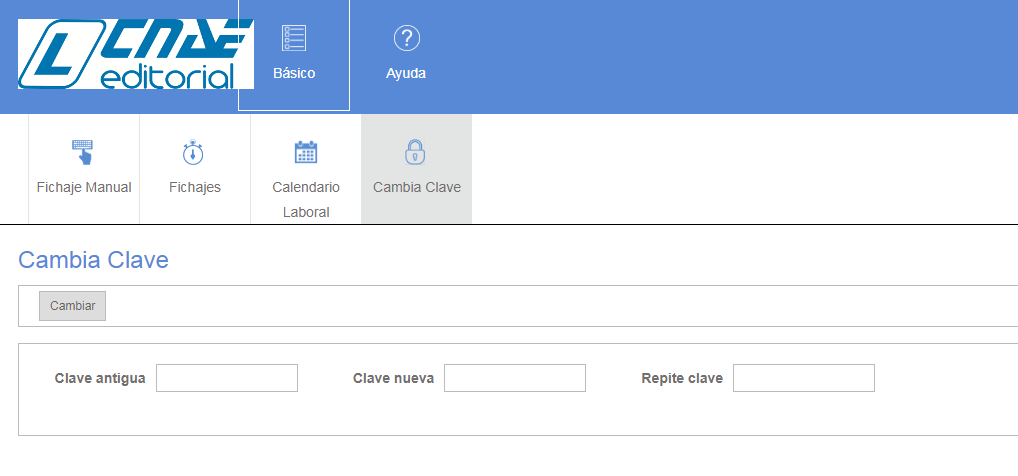 CNAE
editorial
Básico
Ayuda
Fichaje Manual
Fichajes
Calendario
Laboral
Cambia Clave
Cambia Clave
Cambiar
Clave antigua
Clave nueva
Repite clave